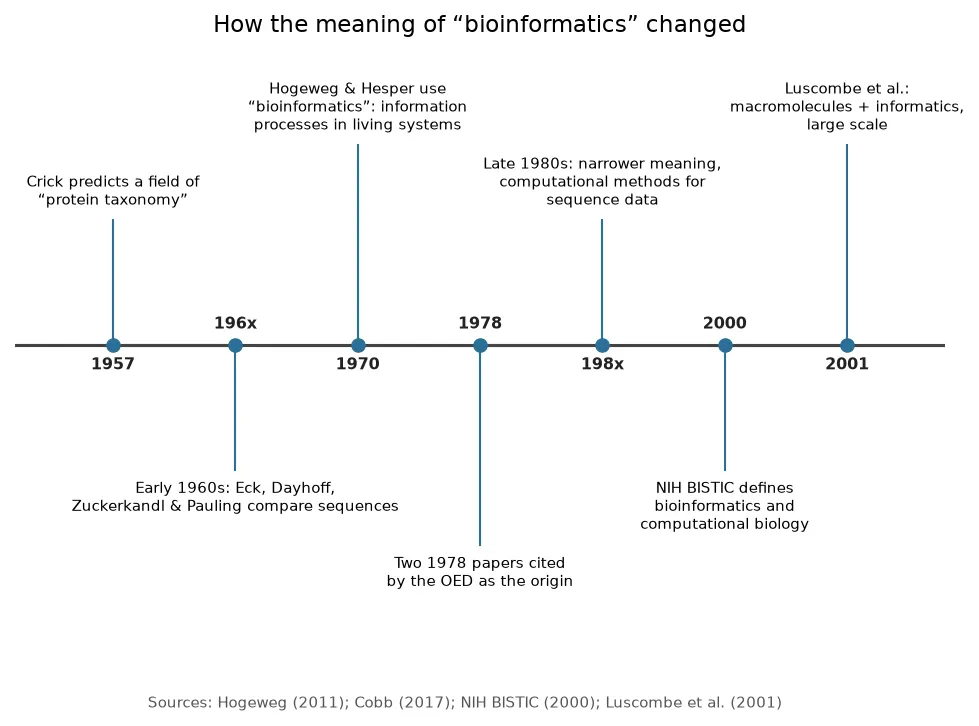 How the meaning of “bioinformatics” changed
Crick predicts a field of
“protein taxonomy”
1957
196x
Early 1960s: Eck, Dayhoff,
Zuckerkandl & Pauling compare sequences
Hogeweg & Hesper use
“bioinformatics”: information
processes in living systems
1970
1978
Two 1978 papers cited
by the OED as the origin
Late 1980s: narrower meaning,
computational methods for
sequence data
198x
2000
NIH BISTIC defines
bioinformatics and
computational biology
Luscombe et al.:
macromolecules + informatics,
large scale
2001
Sources: Hogeweg (2011); Cobb (2017); NIH BISTIC (2000); Luscombe et al. (2001)